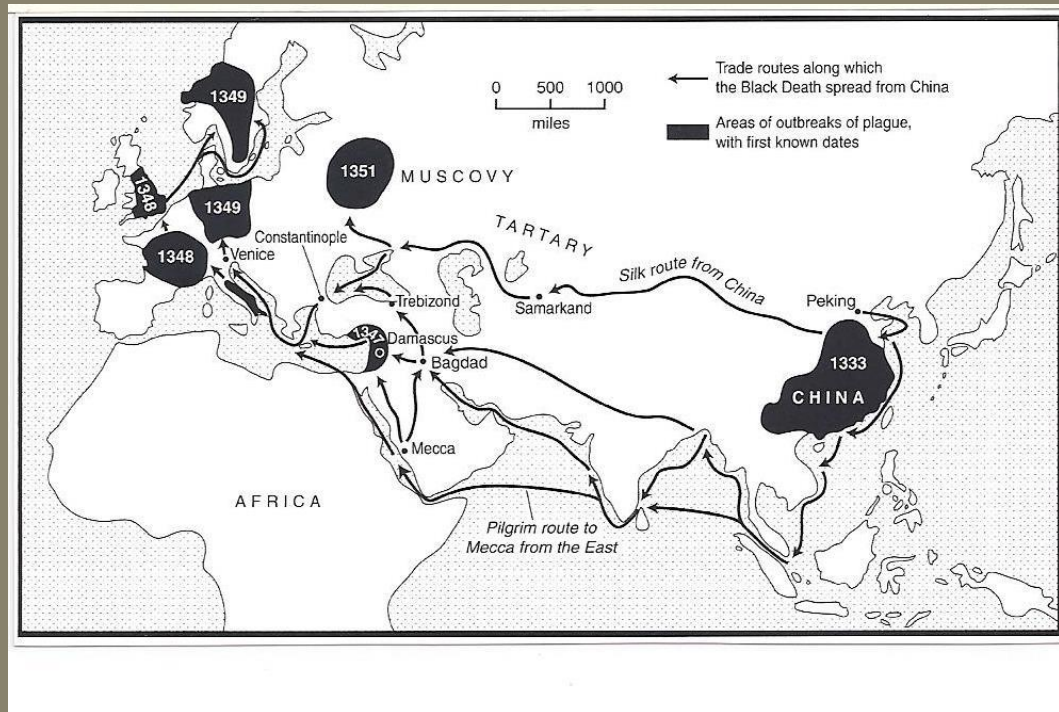 1349
0 500 1000
miles
Trade routes along which
the Black Death spread from China
Areas of outbreaks of plague,
with first known dates
1351
MUSCOVY
1348
1349
TARTARY
Constantinople
1348
Venice
Silk route from China
Peking
Trebizond
Samarkand
1347
Damascus
Bagdad
1333
CHINA
Mecca
AFRICA
Pilgrim route to
Mecca from the East